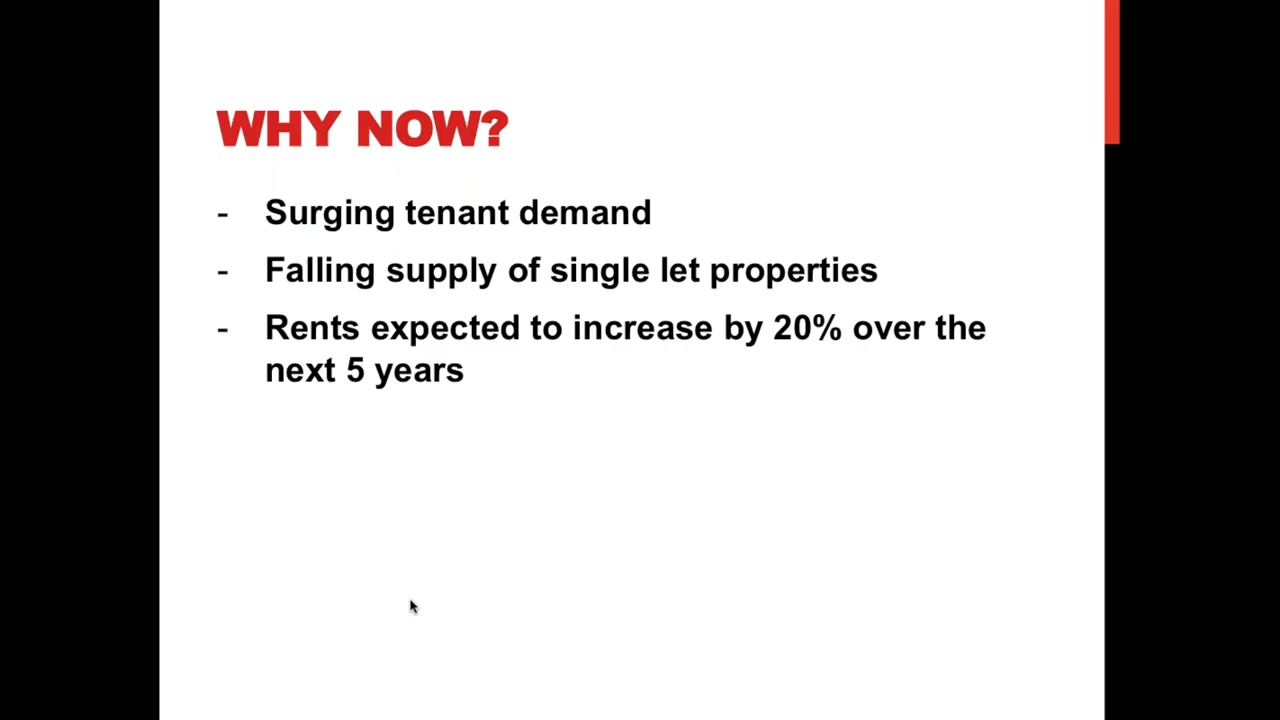 WHY NOW?
- Surging tenant demand
- Falling supply of single let properties
- Rents expected to increase by 20% over the
next 5 years